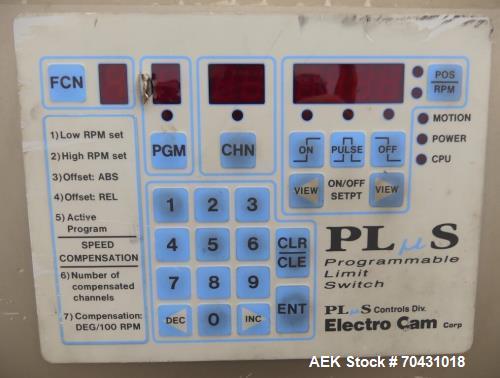 FCN
POS
RPM
PGM
CHN
ON
PULSE
OFF
MOTION
POWER
CPU
VIEW
ON/OFF
SETPT
VIEW
1) Low RPM set
2) High RPM set
3) Offset: ABS
4) Offset: REL
5) Active
Program
SPEED
COMPENSATION
6) Number of
compensated
channels
7) Compensation:
DEG/100 RPM
1 2 3
4 5 6
7 8 9
DEC 0 INC
CLR
CLE
ENT
PLμS
Programmable
Limit
Switch
PLμS Controls Div.
Electro Cam Corp
AEK Stock #70431018